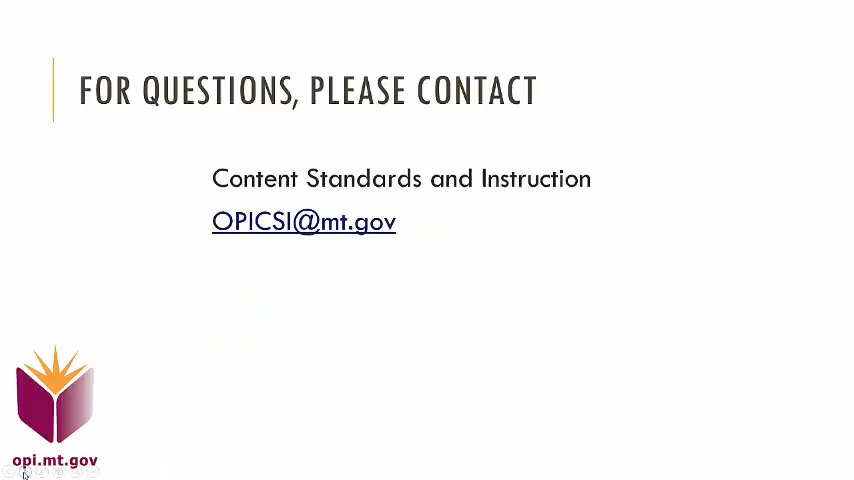 FOR QUESTIONS, PLEASE CONTACT
Content Standards and Instruction
OPICSI@mt.gov
opi.mt.gov